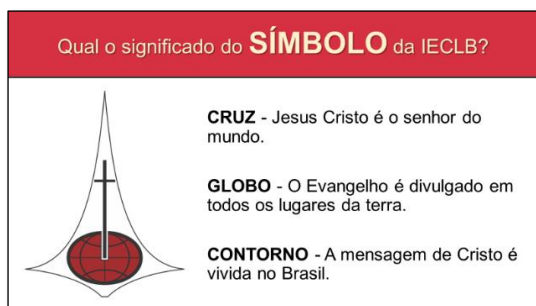 Qual o significado do SÍMBOLO da IECLB?
CRUZ - Jesus Cristo é o senhor do
mundo.
GLOBO - O Evangelho é divulgado em
todos os lugares da terra.
CONTORNO - A mensagem de Cristo é
vivida no Brasil.